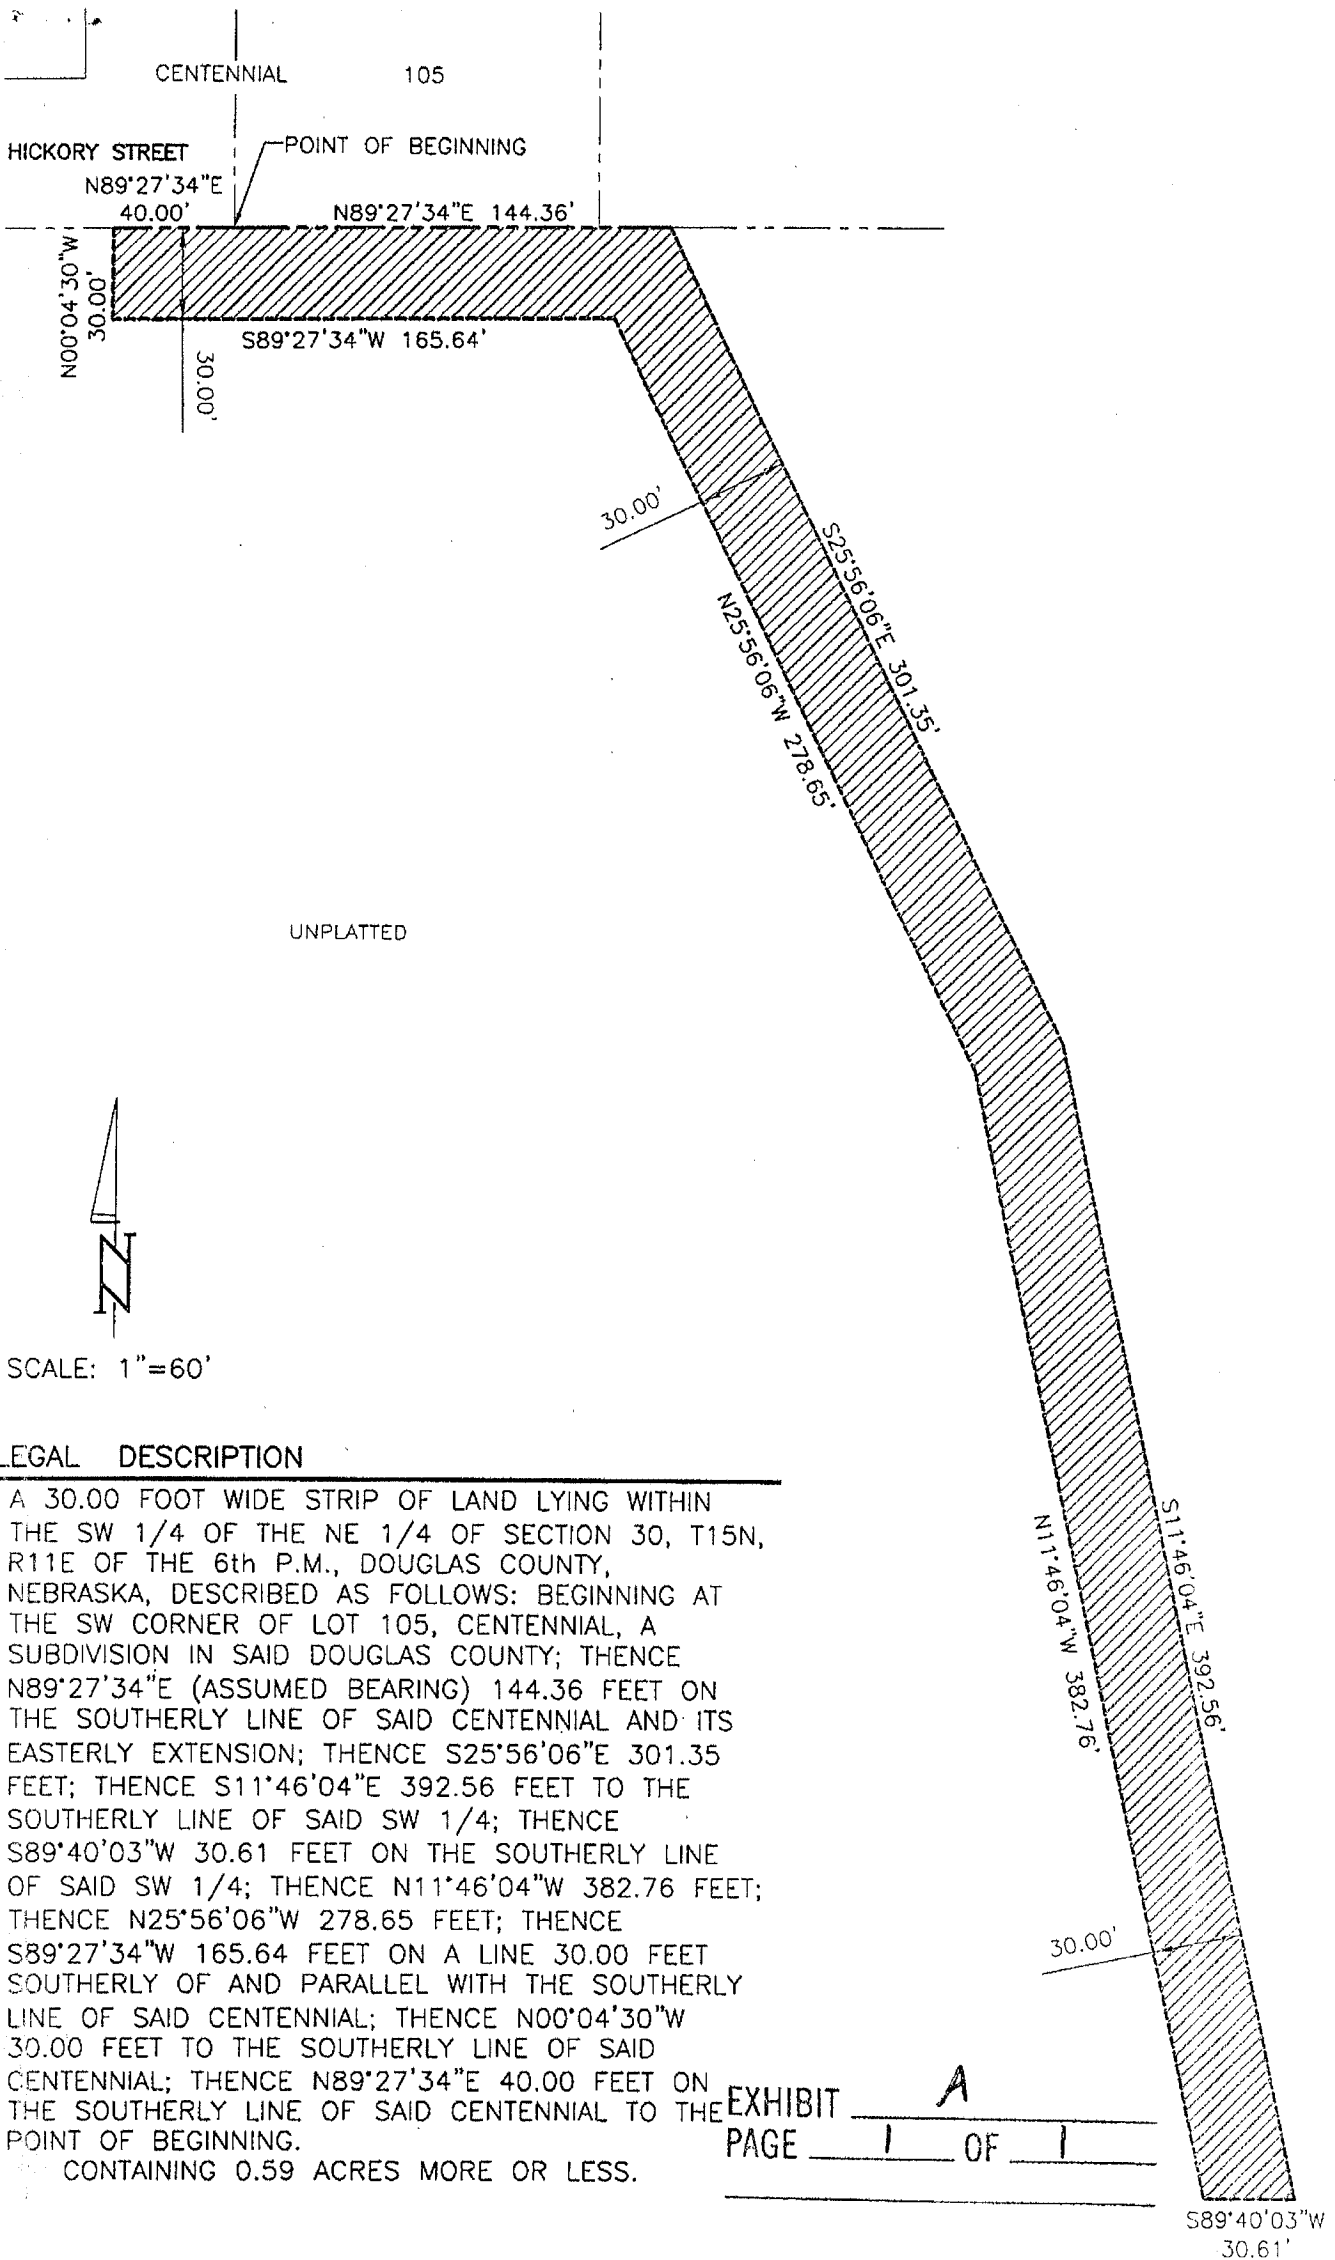 CENTENNIAL 105
HICKORY STREET
POINT OF BEGINNING
N89°27'34"E
40.00'
N89°27'34"E 144.36'
N00°04'30"W
30.00'
S89°27'34"W 165.64'
30.00'
30.00'
S25°56'06"E 301.35'
N25°56'06"W 278.65'
UNPLATTED
N
SCALE: 1"=60'
LEGAL DESCRIPTION
A 30.00 FOOT WIDE STRIP OF LAND LYING WITHIN
THE SW 1/4 OF THE NE 1/4 OF SECTION 30, T15N,
R11E OF THE 6th P.M., DOUGLAS COUNTY,
NEBRASKA, DESCRIBED AS FOLLOWS: BEGINNING AT
THE SW CORNER OF LOT 105, CENTENNIAL, A
SUBDIVISION IN SAID DOUGLAS COUNTY; THENCE
N89°27'34"E (ASSUMED BEARING) 144.36 FEET ON
THE SOUTHERLY LINE OF SAID CENTENNIAL AND ITS
EASTERLY EXTENSION; THENCE S25°56'06"E 301.35
FEET; THENCE S11°46'04"E 392.56 FEET TO THE
SOUTHERLY LINE OF SAID SW 1/4; THENCE
S89°40'03"W 30.61 FEET ON THE SOUTHERLY LINE
OF SAID SW 1/4; THENCE N11°46'04"W 382.76 FEET;
THENCE N25°56'06"W 278.65 FEET; THENCE
S89°27'34"W 165.64 FEET ON A LINE 30.00 FEET
SOUTHERLY OF AND PARALLEL WITH THE SOUTHERLY
LINE OF SAID CENTENNIAL; THENCE N00°04'30"W
30.00 FEET TO THE SOUTHERLY LINE OF SAID
CENTENNIAL; THENCE N89°27'34"E 40.00 FEET ON
THE SOUTHERLY LINE OF SAID CENTENNIAL TO THE
POINT OF BEGINNING.
CONTAINING 0.59 ACRES MORE OR LESS.
S11°46'04"E 392.56'
N11°46'04"W 382.76'
30.00'
EXHIBIT A
PAGE 1 OF 1
S89°40'03"W
30.61'